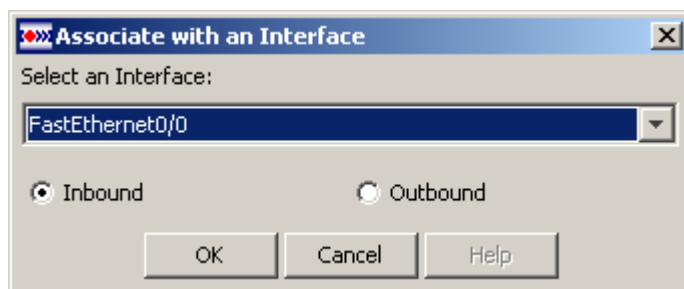 Associate with an Interface
Select an Interface:
FastEthernet0/0
Inbound Outbound
OK Cancel Help